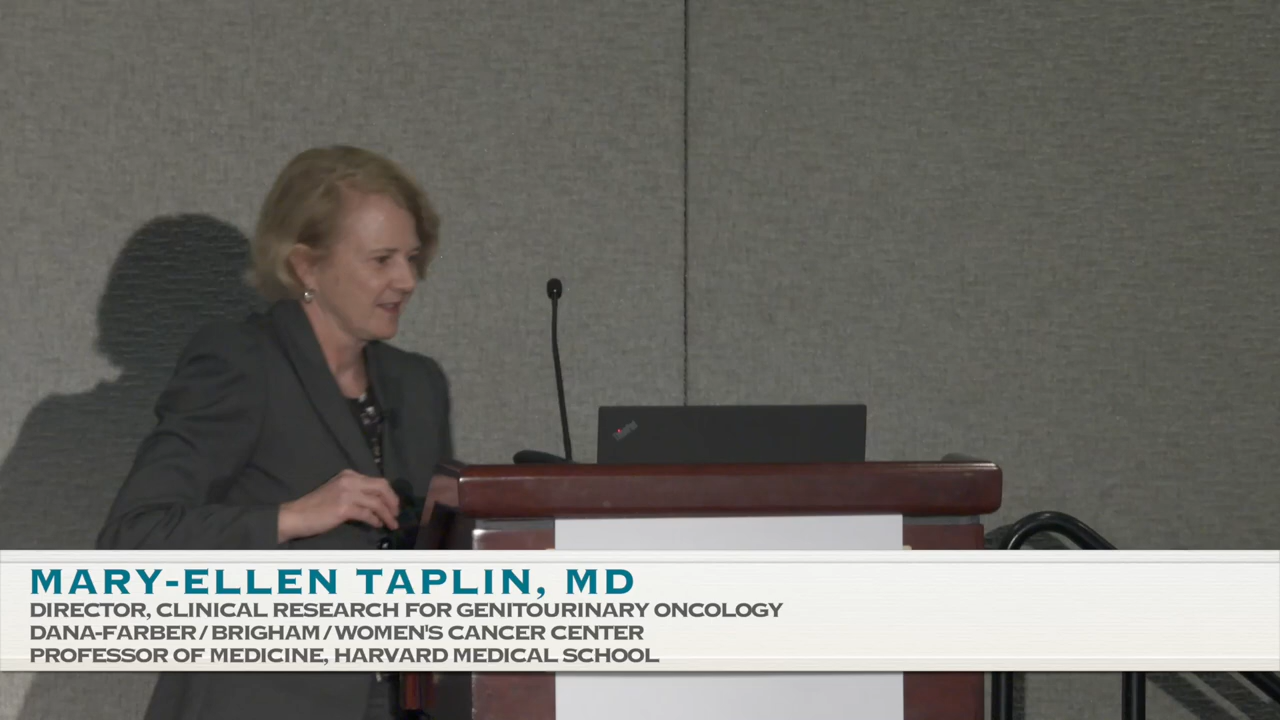 MARY-ELLEN TAPLIN, MD
DIRECTOR, CLINICAL RESEARCH FOR GENITOURINARY ONCOLOGY
DANA-FARBER/BRIGHAM/WOMEN'S CANCER CENTER
PROFESSOR OF MEDICINE, HARVARD MEDICAL SCHOOL